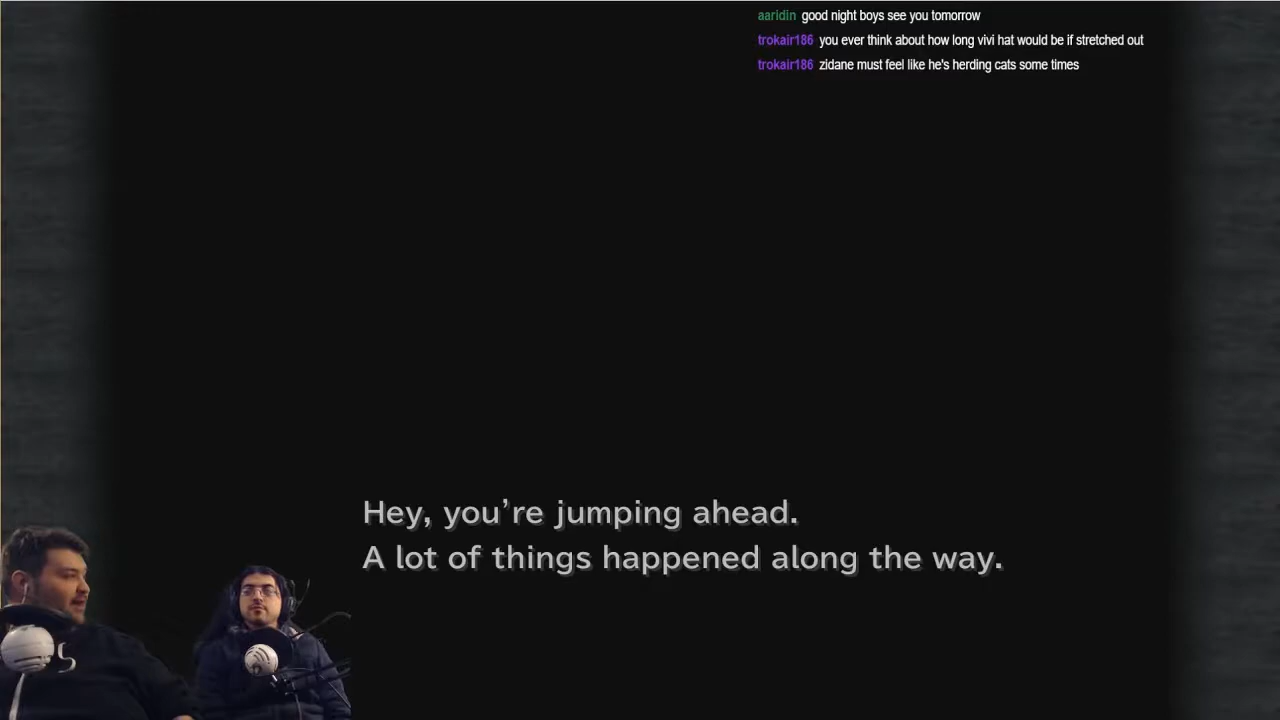 aaridin good night boys see you tomorrow
trokair186 you ever think about how long vivi hat would be if stretched out
trokair186 zidane must feel like he's herding cats some times
Hey, you're jumping ahead.
A lot of things happened along the way.
S